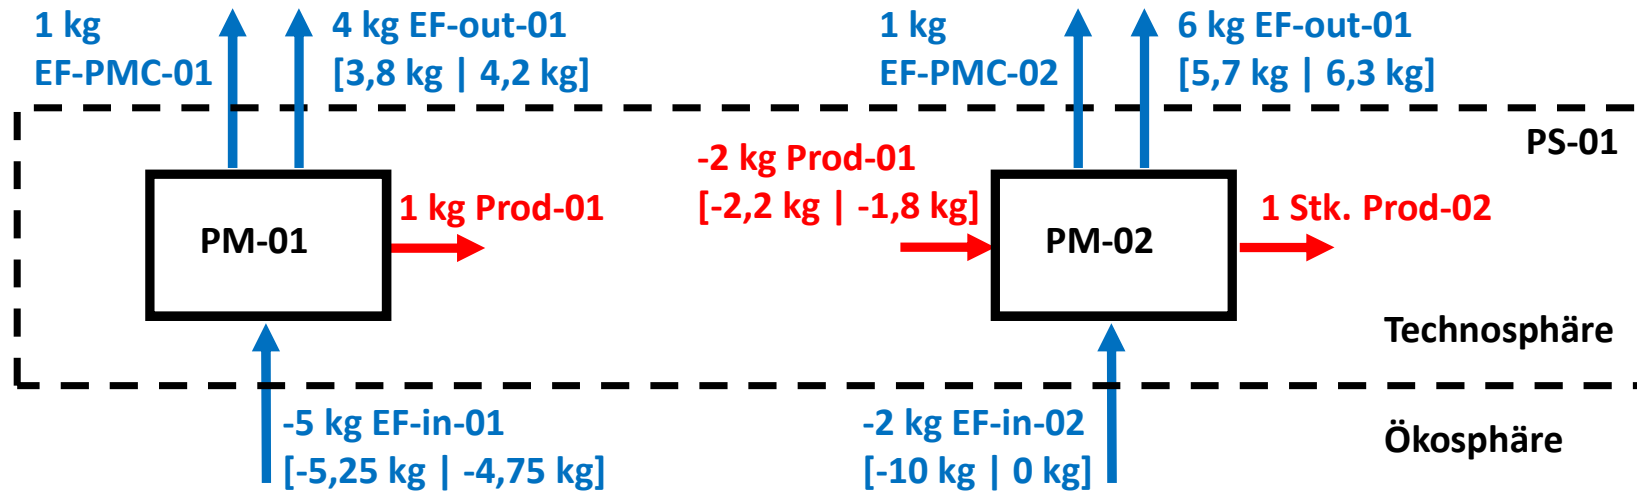 1 kg
EF-PMC-01
4 kg EF-out-01
[3,8 kg | 4,2 kg]
1 kg
EF-PMC-02
6 kg EF-out-01
[5,7 kg | 6,3 kg]
PS-01
-2 kg Prod-01
[-2,2 kg | -1,8 kg]
PM-01
1 kg Prod-01
PM-02
1 Stk. Prod-02
Technosphäre
-5 kg EF-in-01
[-5,25 kg | -4,75 kg]
-2 kg EF-in-02
[-10 kg | 0 kg]
Ökosphäre